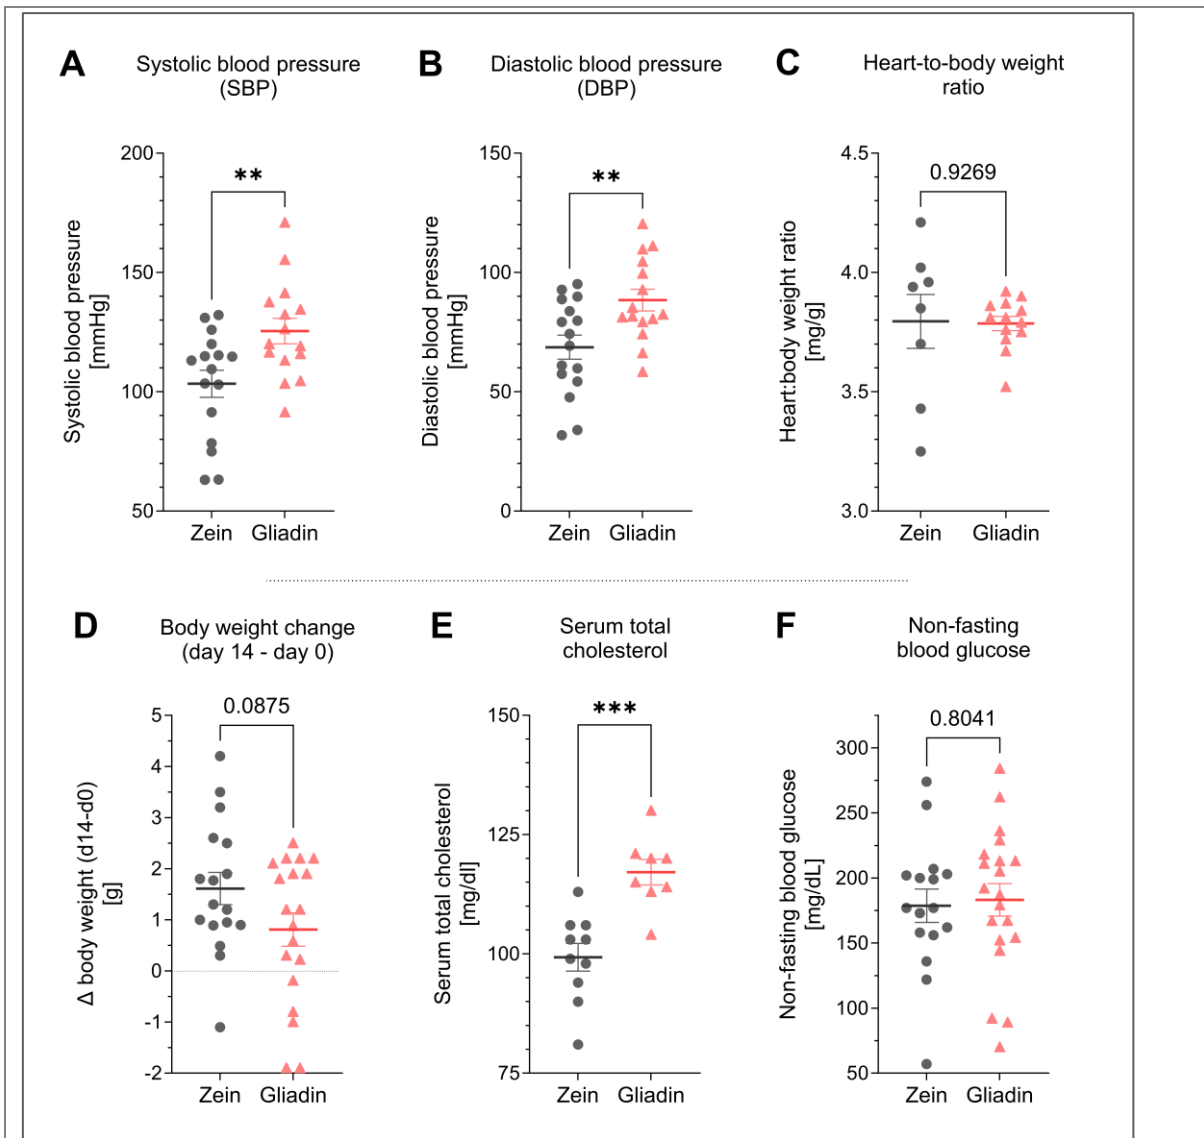 A
Systolic blood pressure
(SBP)
Systolic blood pressure
[mmHg]
200
150
100
50
**
Zein
Gliadin
B
Diastolic blood pressure
(DBP)
Diastolic blood pressure
[mmHg]
150
100
50
0
**
Zein
Gliadin
C
Heart-to-body weight
ratio
Heart:body weight ratio
[mg/g]
4.5
4.0
3.5
3.0
0.9269
Zein
Gliadin
D
Body weight change
(day 14 - day 0)
Δ body weight (d14-d0)
[g]
5
4
3
2
1
0
-1
-2
0.0875
Zein
Gliadin
E
Serum total
cholesterol
Serum total cholesterol
[mg/dl]
150
125
100
75
***
Zein
Gliadin
F
Non-fasting
blood glucose
Non-fasting blood glucose
[mg/dL]
300
250
200
150
100
50
0.8041
Zein
Gliadin